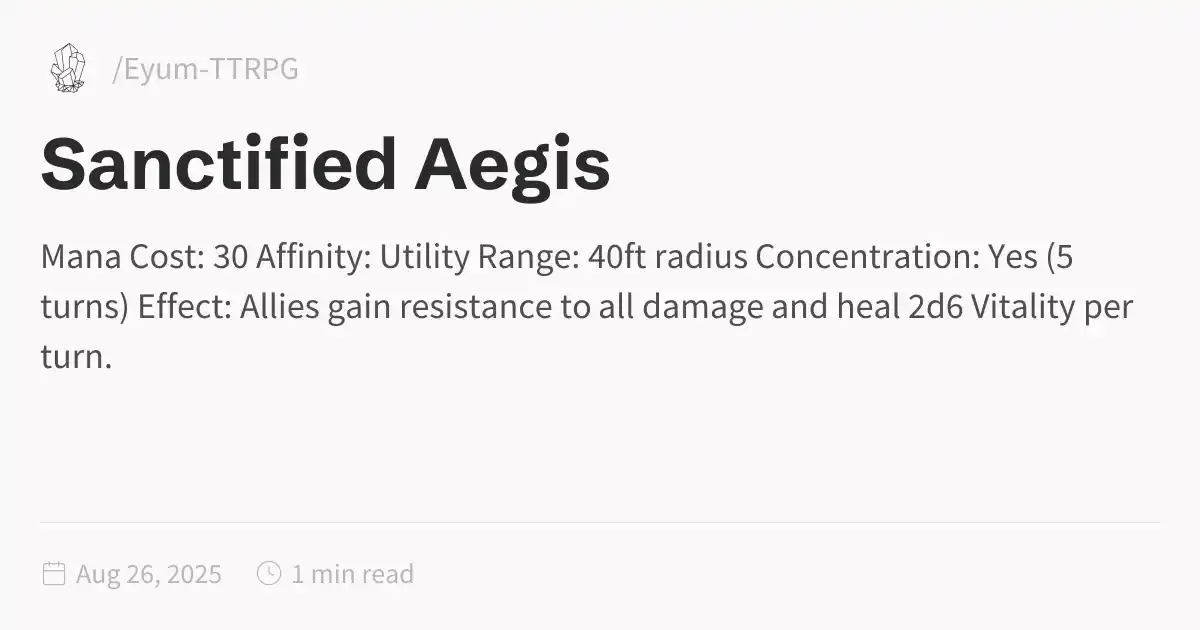 /Eyum-TTRPG
Sanctified Aegis
Mana Cost: 30 Affinity: Utility Range: 40ft radius Concentration: Yes (5
turns) Effect: Allies gain resistance to all damage and heal 2d6 Vitality per
turn.
Aug 26, 2025 1 min read